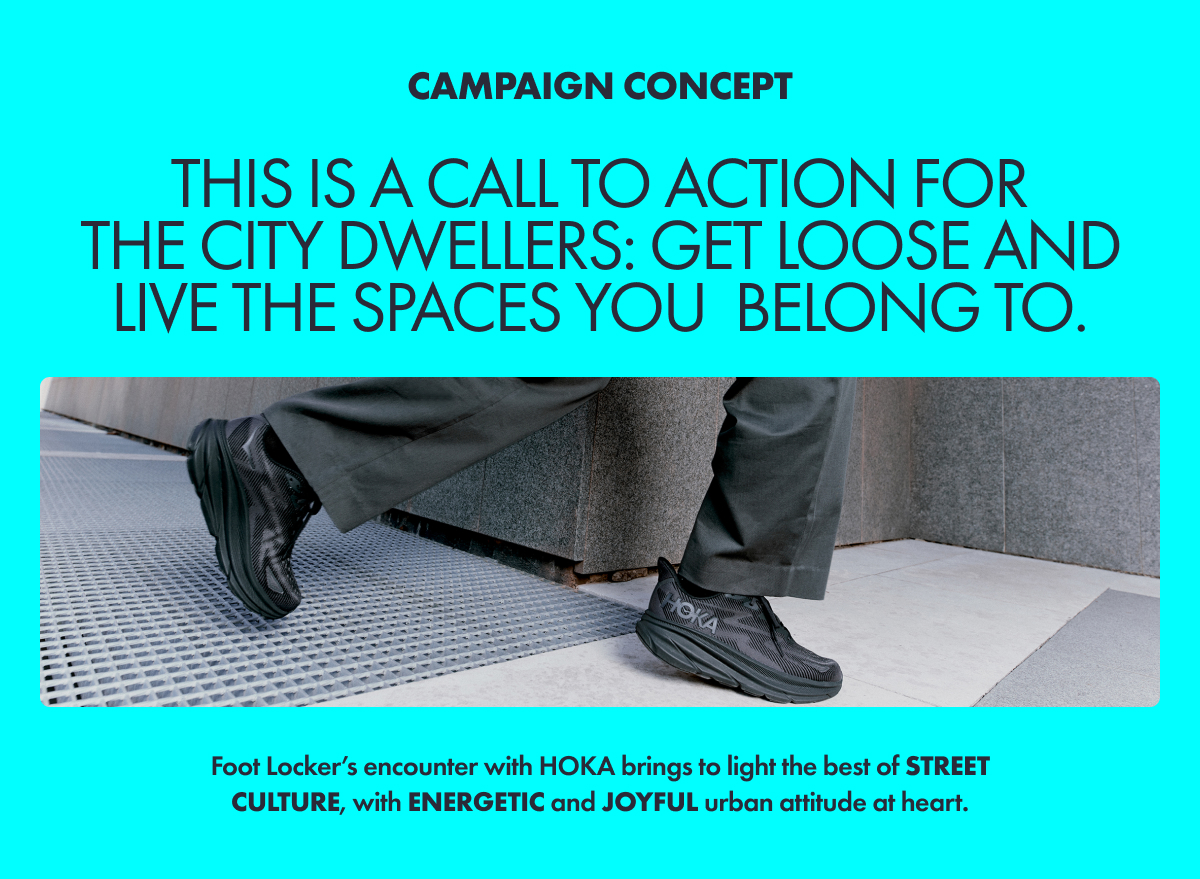 CAMPAIGN CONCEPT
THIS IS A CALL TO ACTION FOR
THE CITY DWELLERS: GET LOOSE AND
LIVE THE SPACES YOU  BELONG TO.
HOKA
Foot Locker’s encounter with HOKA brings to light the best of STREET
CULTURE, with ENERGETIC and JOYFUL urban attitude at heart.